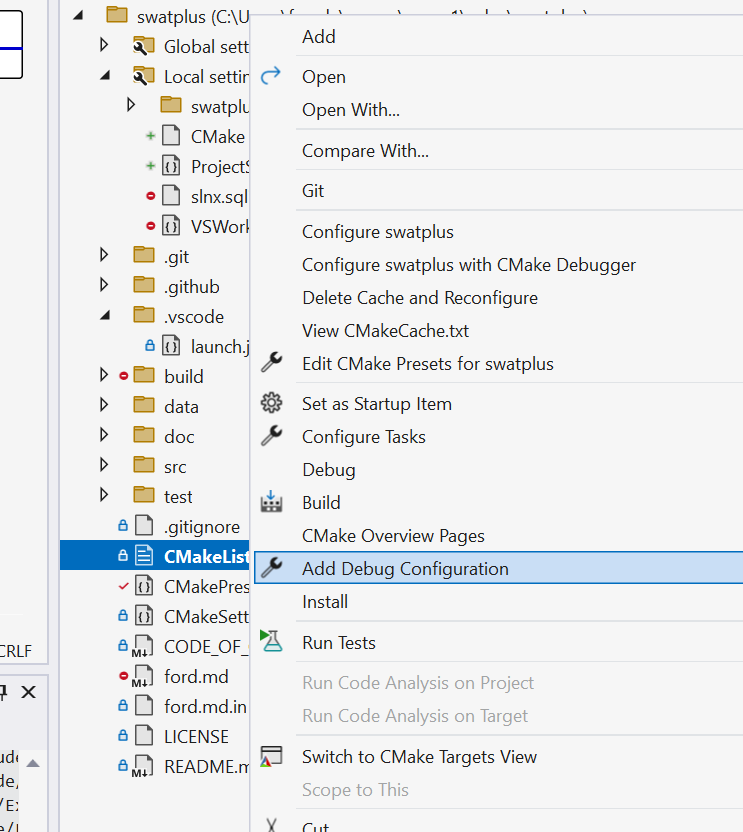 swatplus (C:\U
Add
Global sett
Local settin
Open
swatplu
Open With...
CMake
Compare With...
ProjectS
Git
slnx.sql
VSWork
Configure swatplus
.git
Configure swatplus with CMake Debugger
.github
Delete Cache and Reconfigure
.vscode
View CMakeCache.txt
launch.j
Edit CMake Presets for swatplus
build
data
Set as Startup Item
doc
Configure Tasks
src
Debug
test
Build
.gitignore
CMake Overview Pages
CMakeList
Add Debug Configuration
CMakePres
Install
CMakeSett
CODE_OF_
Run Tests
CRLF
ford.md
Run Code Analysis on Project
ford.md.in
Run Code Analysis on Target
LICENSE
Switch to CMake Targets View
README.m
Scope to This
Cut